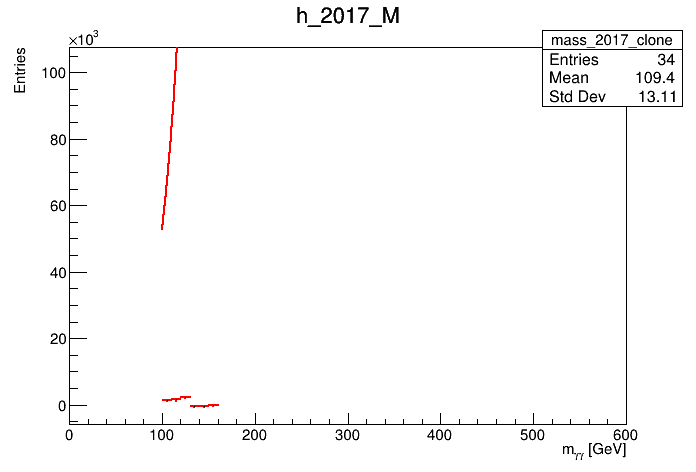 h_2017_M
×10³
mass_2017_clone
Entries 34
Mean 109.4
Std Dev 13.11
Entries
100
80
60
40
20
0
0 100 200 300 400 500 600
m_γγ [GeV]